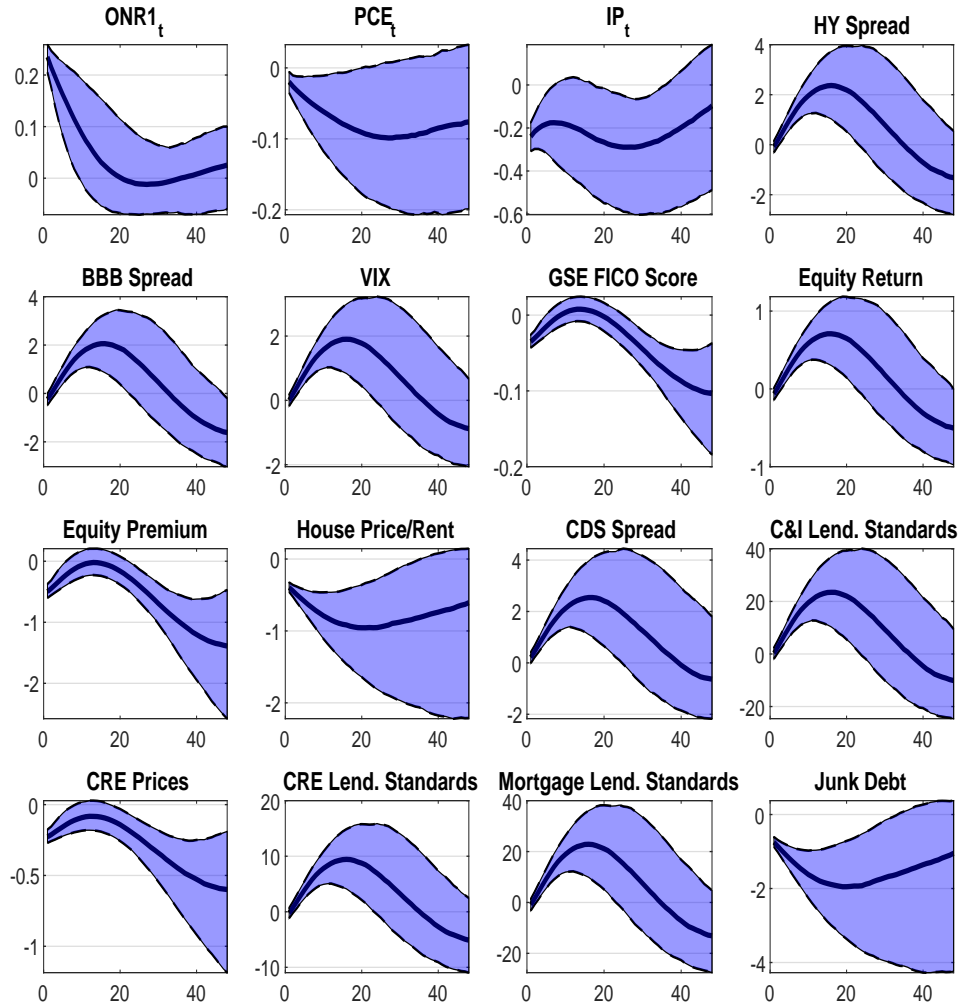 ONR1_t PCE_t IP_t HY Spread
0.2 0 0 4
0.1 -0.1 -0.2 2
0 -0.2 -0.4 0
-0.6 -2
0 20 40 0 20 40 0 20 40 0 20 40
BBB Spread VIX GSE FICO Score Equity Return
4 2 0 1
2 0 -0.1 0
0 -2 -0.2 -1
-2
0 20 40 0 20 40 0 20 40 0 20 40
Equity Premium House Price/Rent CDS Spread C&I Lend. Standards
0 0 4 40
-1 -1 2 20
-2 -2 0 0
-2 -20
0 20 40 0 20 40 0 20 40 0 20 40
CRE Prices CRE Lend. Standards Mortgage Lend. Standards Junk Debt
0 20 40 0
-0.5 10 20 -2
-1 0 0 -4
-10 -20
0 20 40 0 20 40 0 20 40 0 20 40